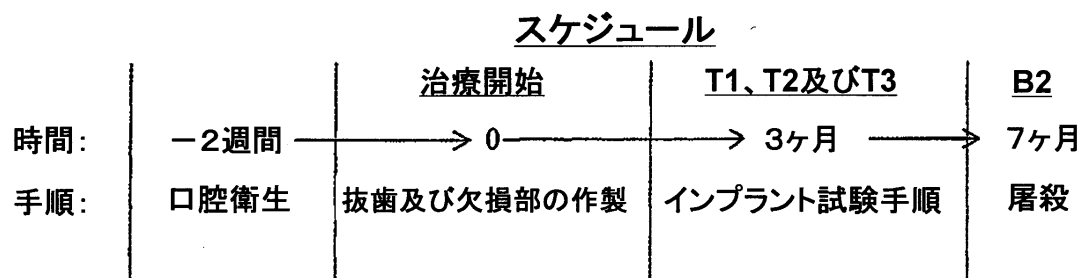 スケジュール
治療開始 T1、T2及びT3 B2
時間: －2週間 0 3ヶ月 7ヶ月
手順: 口腔衛生 抜歯及び欠損部の作製 インプラント試験手順 屠殺